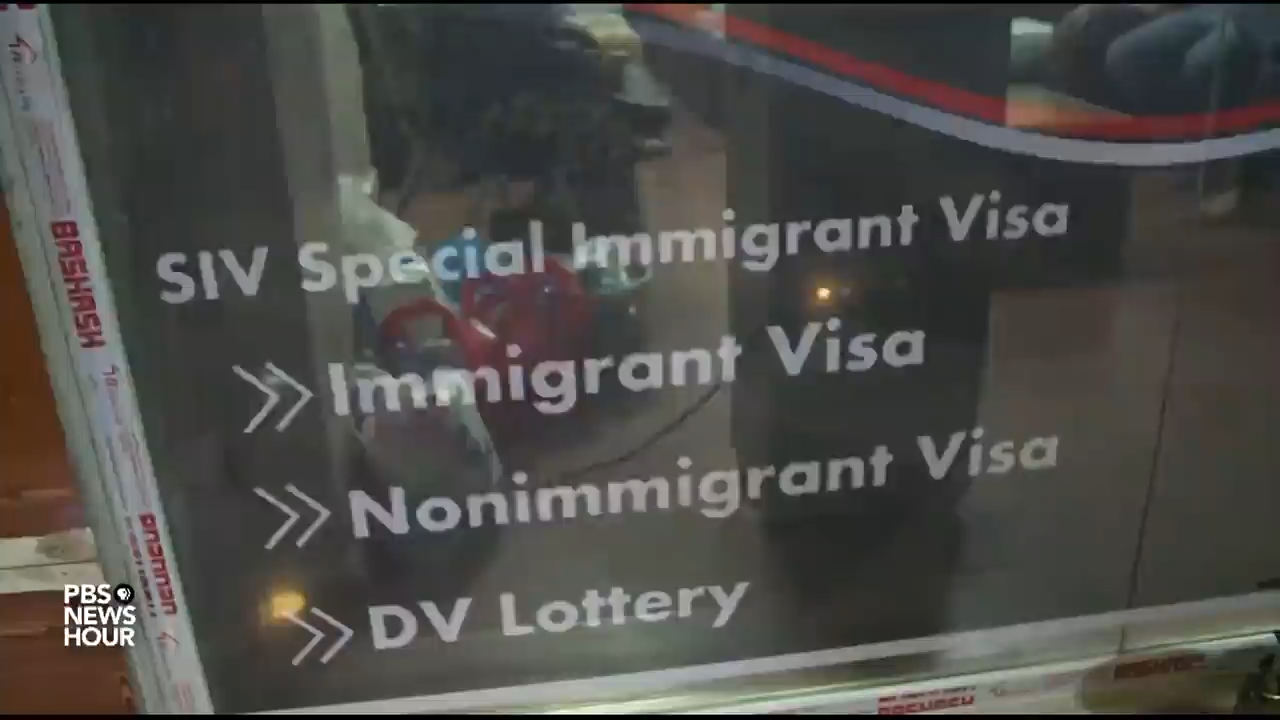 SIV Special Immigrant Visa
>> Immigrant Visa
>> Nonimmigrant Visa
>> DV Lottery
BASHASH
PBS
NEWS
HOUR